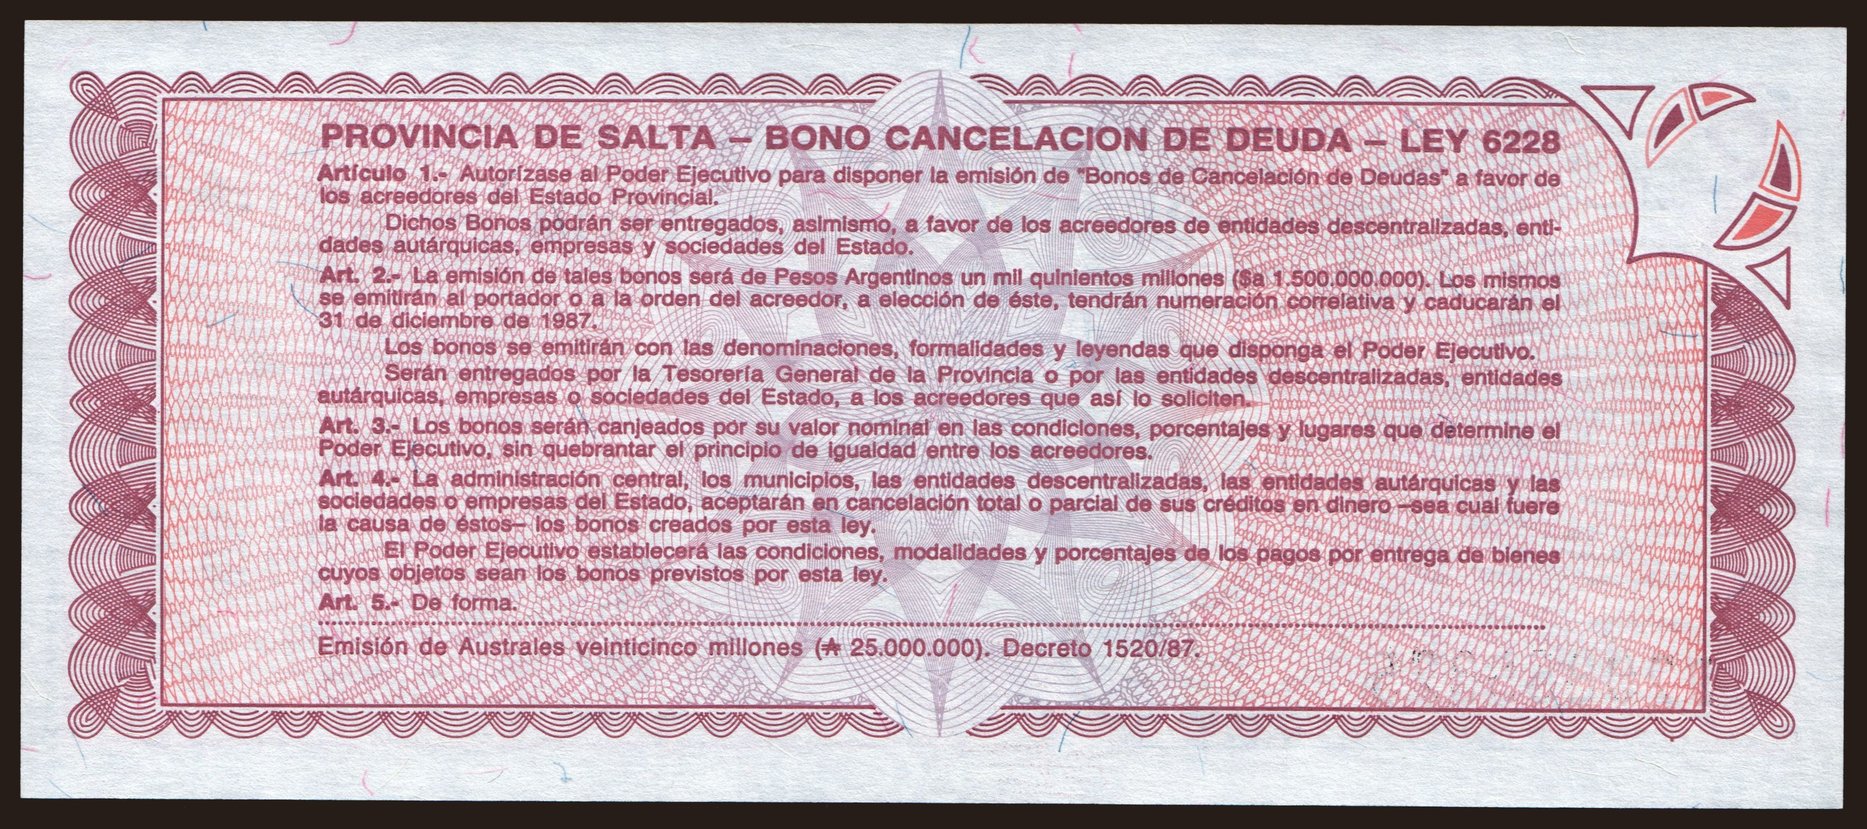 PROVINCIA DE SALTA – BONO CANCELACION DE DEUDA – LEY 6228
Artículo 1.- Autorízase al Poder Ejecutivo para disponer la emisión de "Bonos de Cancelación de Deudas" a favor de
los acreedores del Estado Provincial.
Dichos Bonos podrán ser entregados, asimismo, a favor de los acreedores de entidades descentralizadas, enti-
dades autárquicas, empresas y sociedades del Estado.
Art. 2.- La emisión de tales bonos será de Pesos Argentinos un mil quinientos millones ($a 1.500.000.000). Los mismos
se emitirán al portador o a la orden del acreedor, a elección de éste, tendrán numeración correlativa y caducarán el
31 de diciembre de 1987.
Los bonos se emitirán con las denominaciones, formalidades y leyendas que disponga el Poder Ejecutivo.
Serán entregados por la Tesorería General de la Provincia o por las entidades descentralizadas, entidades
autárquicas, empresas o sociedades del Estado, a los acreedores que así lo soliciten.
Art. 3.- Los bonos serán canjeados por su valor nominal en las condiciones, porcentajes y lugares que determine el
Poder Ejecutivo, sin quebrantar el principio de igualdad entre los acreedores.
Art. 4.- La administración central, los municipios, las entidades descentralizadas, las entidades autárquicas y las
sociedades o empresas del Estado, aceptarán en cancelación total o parcial de sus créditos en dinero –sea cual fuere
la causa de éstos– los bonos creados por esta ley.
El Poder Ejecutivo establecerá las condiciones, modalidades y porcentajes de los pagos por entrega de bienes
cuyos objetos sean los bonos previstos por esta ley.
Art. 5.- De forma.
Emisión de Australes veinticinco millones (₳ 25.000.000). Decreto 1520/87.